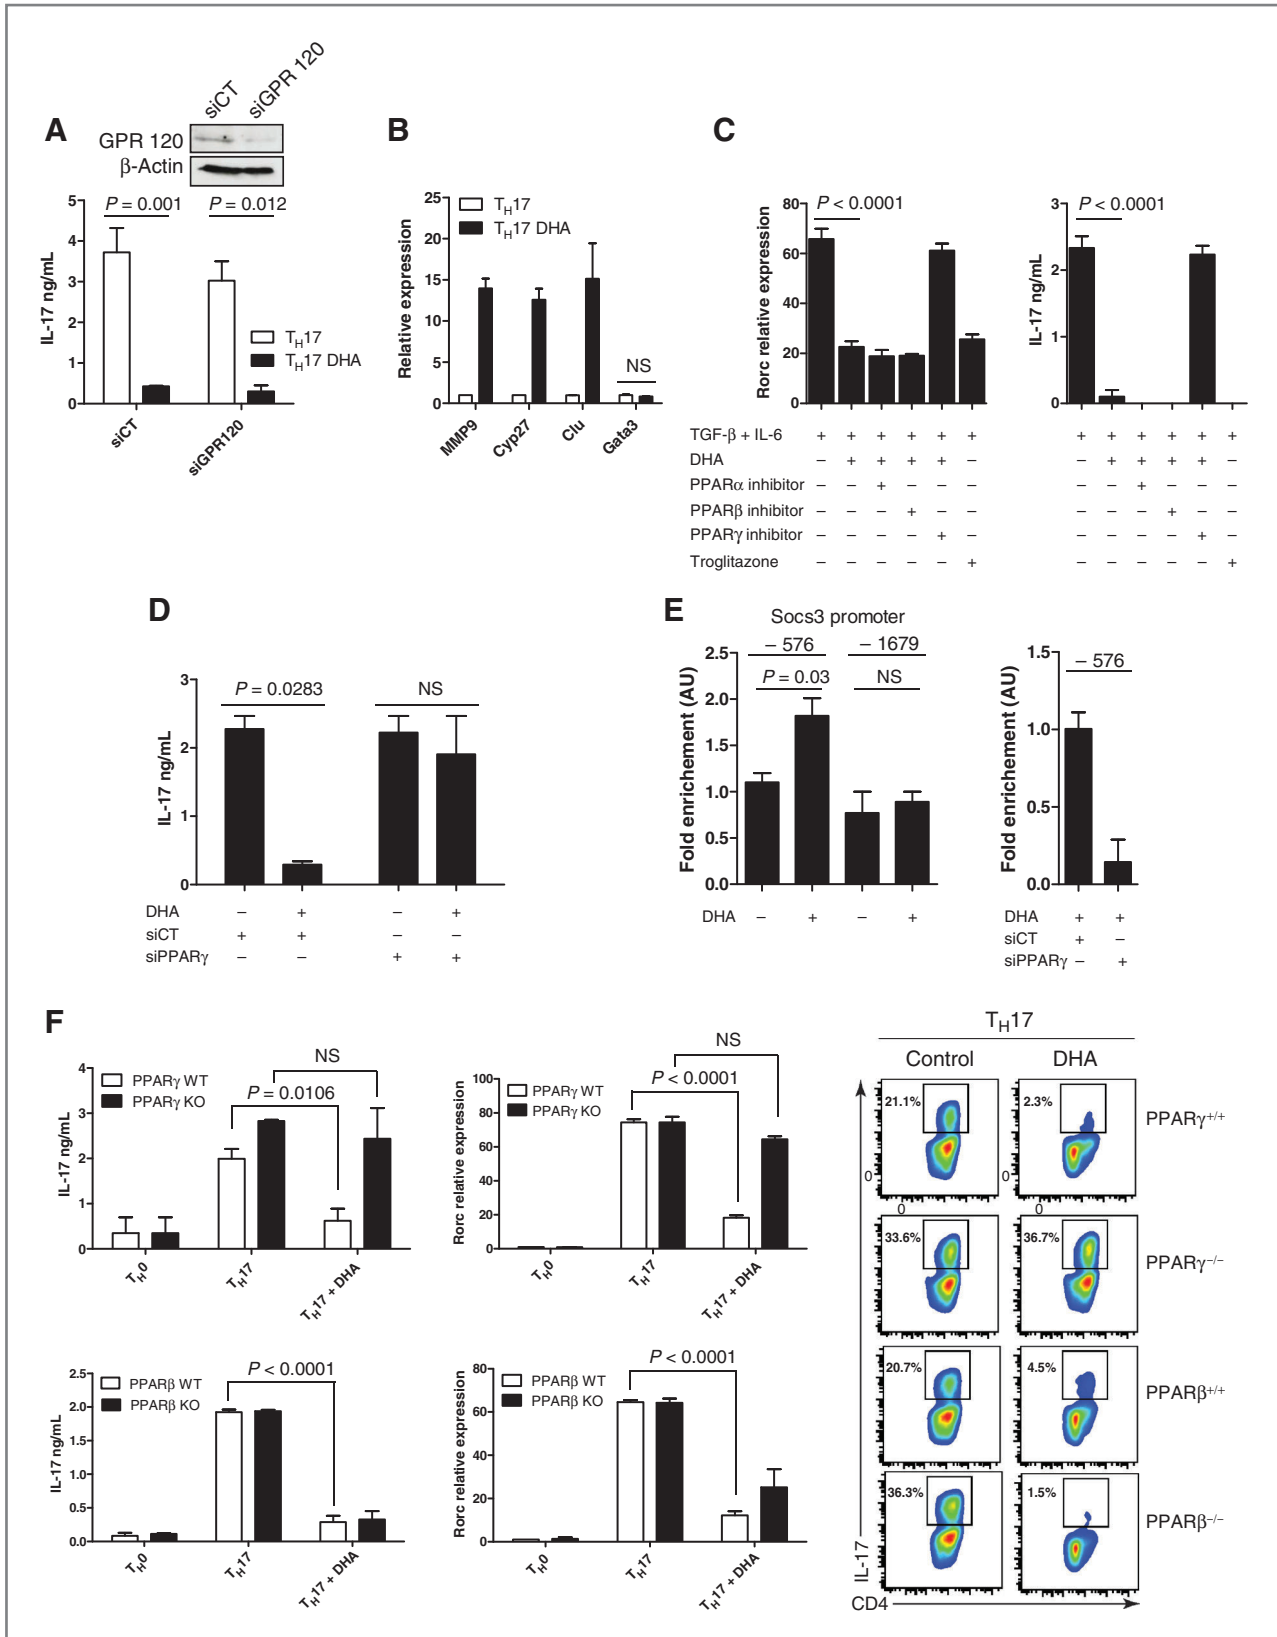 A
siCT
siGPR 120
GPR 120
β-Actin
P = 0.001
P = 0.012
IL-17 ng/mL
5
4
3
2
1
0
TH17
TH17 DHA
siCT
siGPR120
B
Relative expression
25
20
15
10
5
0
TH17
TH17 DHA
NS
MMP9
Cyp27
Clu
Gata3
C
Rorc relative expression
80
60
40
20
0
P < 0.0001
IL-17 ng/mL
3
2
1
0
P < 0.0001
TGF-β + IL-6 + + + + + + + + + + + +
DHA – + + + + – – + + + + –
PPARα inhibitor – – + – – – – – + – – –
PPARβ inhibitor – – – + – – – – – + – –
PPARγ inhibitor – – – – + – – – – – + –
Troglitazone – – – – – + – – – – – +
D
IL-17 ng/mL
3
2
1
0
P = 0.0283
NS
DHA – + – +
siCT + + – –
siPPARγ – – + +
E
Socs3 promoter
Fold enrichement (AU)
2.5
2.0
1.5
1.0
0.5
0.0
– 576
– 1679
P = 0.03
NS
DHA – + – +
Fold enrichement (AU)
1.5
1.0
0.5
0.0
– 576
DHA + +
siCT + –
siPPARγ – +
F
IL-17 ng/mL
4
3
2
1
0
PPARγ WT
PPARγ KO
NS
P = 0.0106
TH0
TH17
TH17 + DHA
Rorc relative expression
100
80
60
40
20
0
PPARγ WT
PPARγ KO
NS
P < 0.0001
TH0
TH17
TH17 + DHA
IL-17 ng/mL
2.5
2.0
1.5
1.0
0.5
0.0
PPARβ WT
PPARβ KO
P < 0.0001
TH0
TH17
TH17 + DHA
Rorc relative expression
80
60
40
20
0
PPARβ WT
PPARβ KO
P < 0.0001
TH0
TH17
TH17 + DHA
TH17
Control
DHA
21.1%
2.3%
PPARγ+/+
0
0
0
0
33.6%
36.7%
PPARγ–/–
20.7%
4.5%
PPARβ+/+
36.3%
1.5%
PPARβ–/–
IL-17
CD4